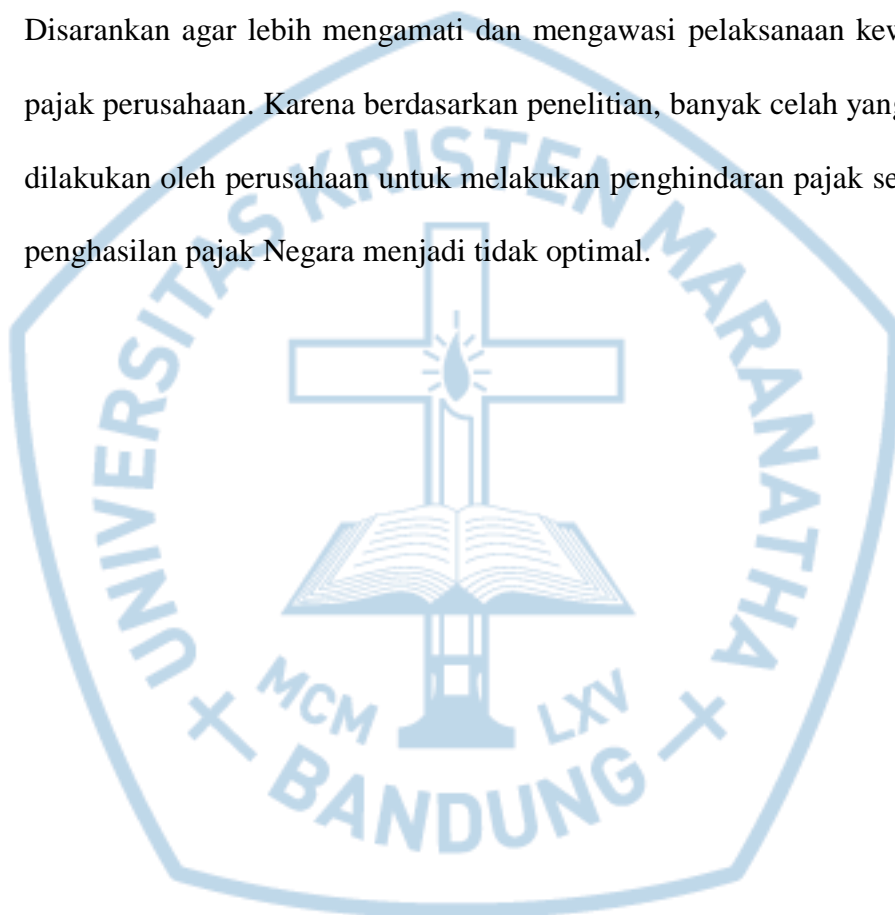 Disarankan agar lebih mengamati dan mengawasi pelaksanaan
pajak perusahaan. Karena berdasarkan penelitian, banyak celah
dilakukan oleh perusahaan untuk melakukan penghindaran pajak
penghasilan pajak Negara menjadi tidak optimal.
UNIVERSITAS KRISTEN MARANATHA
MCM LXV
BANDUNG